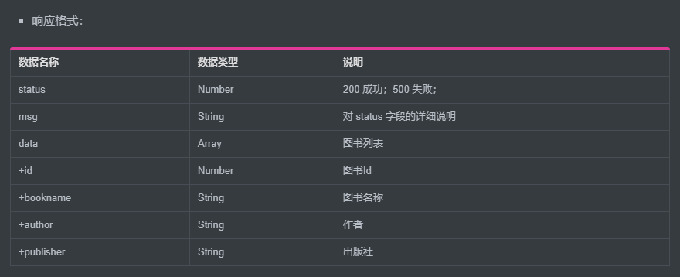 响应格式：
数据名称 数据类型 说明
status Number 200 成功；500 失败；
msg String 对 status 字段的详细说明
data Array 图书列表
+id Number 图书Id
+bookname String 图书名称
+author String 作者
+publisher String 出版社